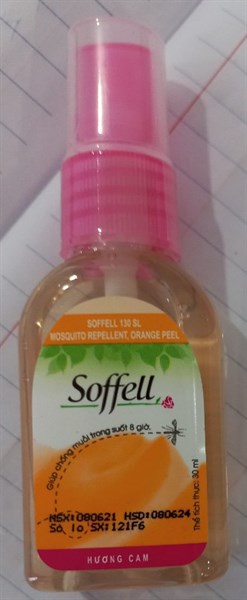 SOFFELL 130 SL
MOSQUITO REPELLENT, ORANGE PEEL
Soffell
Giúp chống muỗi trong suốt 8 giờ.
Thể tích thực: 30 ml
NSX:080621 HSD:080624
Số lo SX:121F6
HƯƠNG CAM